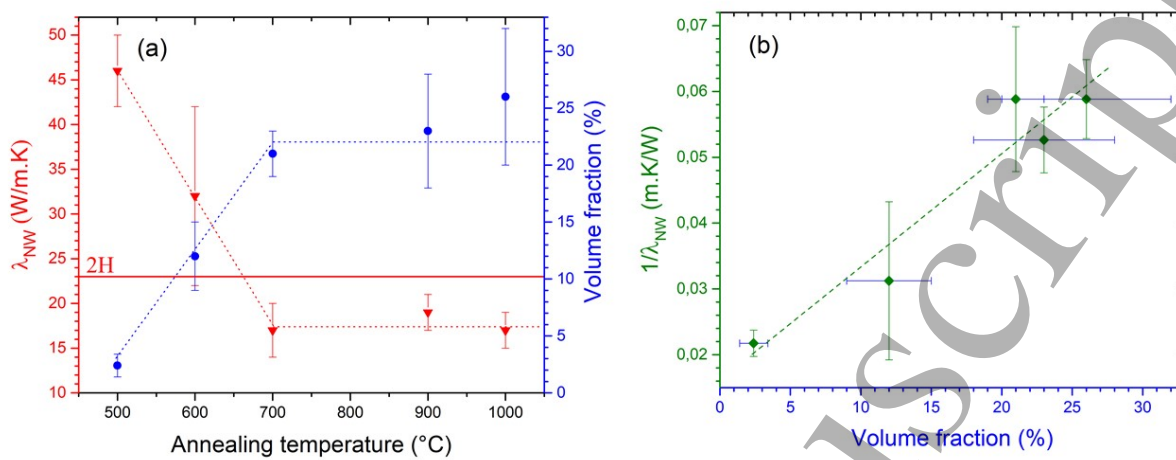 (a)
50
45
40
35
30
25
20
15
10
λNW (W/m.K)
2H
30
25
20
15
10
5
0
Volume fraction (%)
500 600 700 800 900 1000
Annealing temperature (°C)
(b)
0,07
0,06
0,05
0,04
0,03
0,02
1/λNW (m.K/W)
0 5 10 15 20 25 30
Volume fraction (%)
script